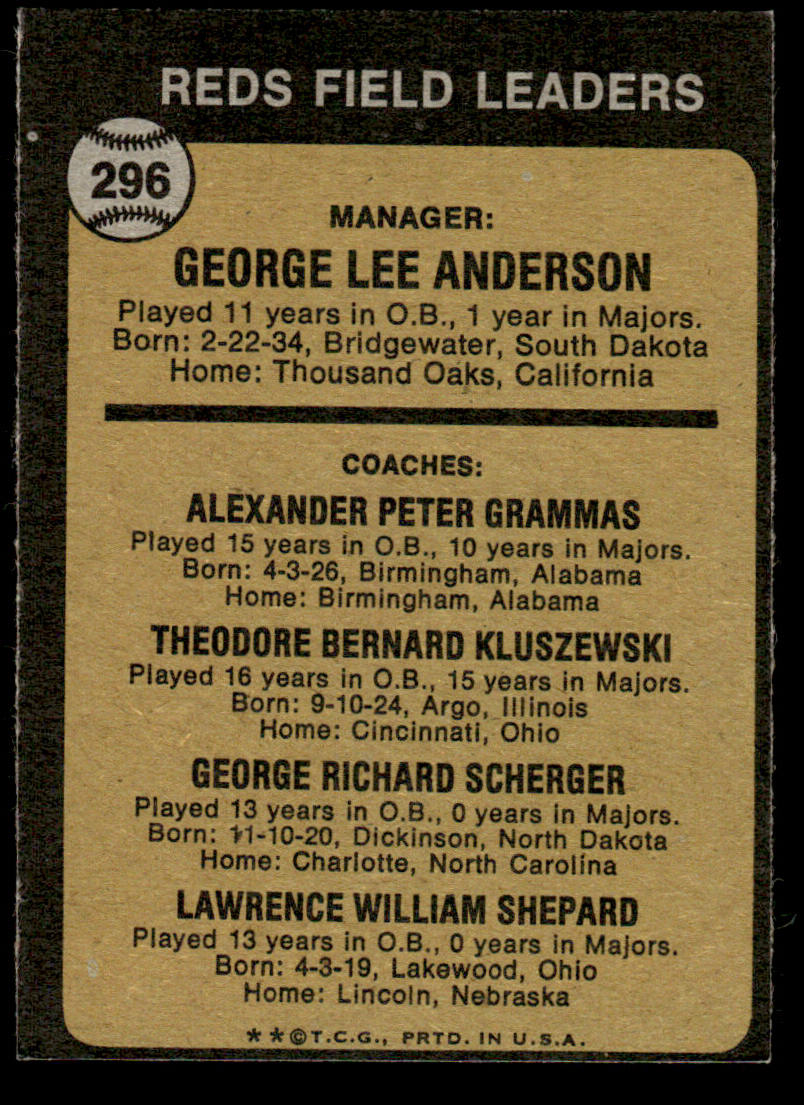 REDS FIELD LEADERS
296
MANAGER:
GEORGE LEE ANDERSON
Played 11 years in O.B., 1 year in Majors.
Born: 2-22-34, Bridgewater, South Dakota
Home: Thousand Oaks, California
COACHES:
ALEXANDER PETER GRAMMAS
Played 15 years in O.B., 10 years in Majors.
Born: 4-3-26, Birmingham, Alabama
Home: Birmingham, Alabama
THEODORE BERNARD KLUSZEWSKI
Played 16 years in O.B., 15 years in Majors.
Born: 9-10-24, Argo, Illinois
Home: Cincinnati, Ohio
GEORGE RICHARD SCHERGER
Played 13 years in O.B., 0 years in Majors.
Born: 11-10-20, Dickinson, North Dakota
Home: Charlotte, North Carolina
LAWRENCE WILLIAM SHEPARD
Played 13 years in O.B., 0 years in Majors.
Born: 4-3-19, Lakewood, Ohio
Home: Lincoln, Nebraska
**©T.C.G., PRTD. IN U.S.A.